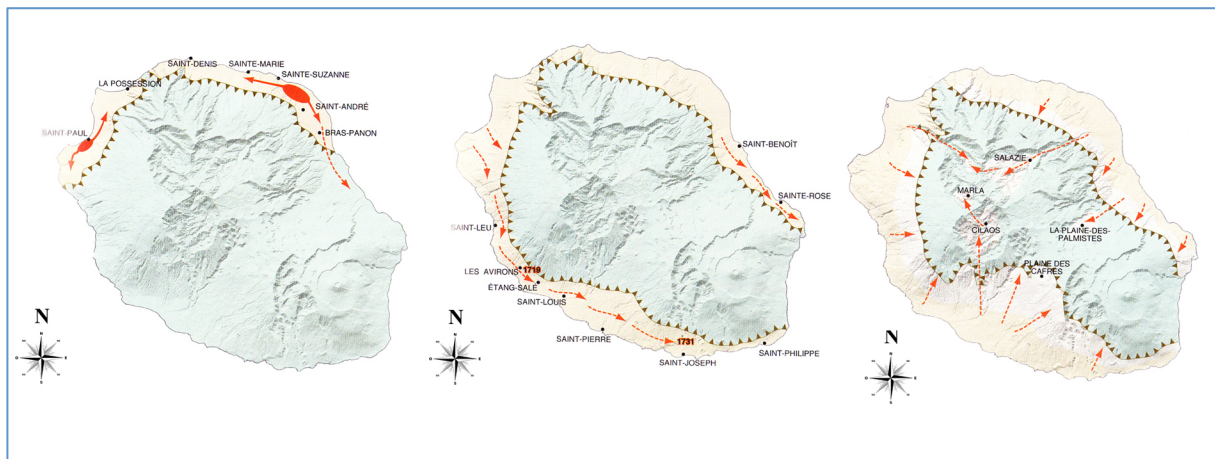 SAINT-DENIS
SAINTE-MARIE
SAINTE-SUZANNE
LA POSSESSION
SAINT-ANDRÉ
BRAS-PANON
SAINT-PAUL
N
N
O
E
S
SAINT-BENOÎT
SAINTE-ROSE
SAINT-LEU
LES AVIRONS
1719
ÉTANG-SALÉ
SAINT-LOUIS
SAINT-PIERRE
1731
SAINT-JOSEPH
SAINT-PHILIPPE
N
N
O
E
S
SALAZIE
MARLA
CILAOS
LA PLAINE-DES-
PALMISTES
PLAINE DES
CAFRES
N
N
O
E
S